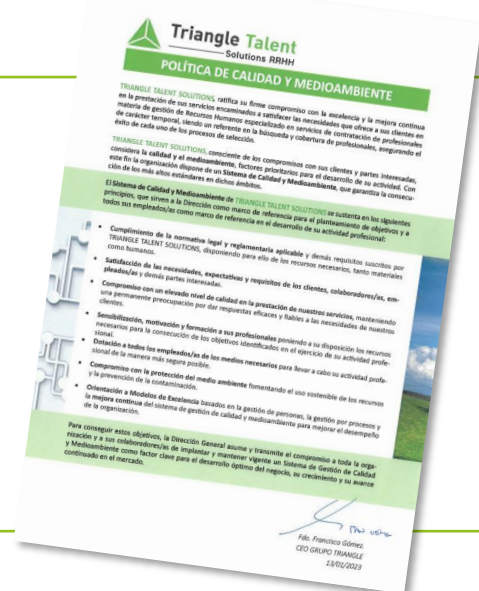 Triangle Talent
Solutions RRHH
POLÍTICA DE CALIDAD Y MEDIOAMBIENTE
TRIANGLE TALENT SOLUTIONS, ratifica su firme compromiso con la excelencia y la mejora continua
en la prestación de sus servicios encaminados a satisfacer las necesidades que ofrece a sus clientes en
materia de gestión de Recursos Humanos especializado en servicios de contratación de profesionales
de carácter temporal, siendo un referente en la búsqueda y cobertura de profesionales, asegurando el
éxito de cada uno de los procesos de selección.
TRIANGLE TALENT SOLUTIONS, consciente de los compromisos con sus clientes y partes interesadas,
considera la calidad y el medioambiente, factores prioritarios para el desarrollo de su actividad. Con
este fin la organización dispone de un Sistema de Calidad y Medioambiente, que garantiza la consecu-
ción de los más altos estándares en dichos ámbitos.
El Sistema de Calidad y Medioambiente de TRIANGLE TALENT SOLUTIONS se sustenta en los siguientes
principios, que sirven a la Dirección como marco de referencia para el planteamiento de objetivos y a
todos sus empleados/as como marco de referencia en el desarrollo de su actividad profesional:
• Cumplimiento de la normativa legal y reglamentaria aplicable y demás requisitos suscritos por
TRIANGLE TALENT SOLUTIONS, disponiendo para ello de los recursos necesarios, tanto materiales
como humanos.
• Satisfacción de las necesidades, expectativas y requisitos de los clientes, colaboradores/as, em-
pleados/as y demás partes interesadas.
• Compromiso con un elevado nivel de calidad en la prestación de nuestros servicios, manteniendo
una permanente preocupación por dar respuestas eficaces y fiables a las necesidades de nuestros
clientes.
• Sensibilización, motivación y formación a sus profesionales poniendo a su disposición los recursos
necesarios para la consecución de los objetivos identificados en el ejercicio de su actividad profe-
sional.
• Dotación a todos los empleados/as de los medios necesarios para llevar a cabo su actividad profe-
sional de la manera más segura posible.
• Compromiso con la protección del medio ambiente fomentando el uso sostenible de los recursos
y la prevención de la contaminación.
• Orientación a Modelos de Excelencia basados en la gestión de personas, la gestión por procesos y
la mejora continua del sistema de gestión de calidad y medioambiente para mejorar el desempeño
de la organización.
Para conseguir estos objetivos, la Dirección General asume y transmite el compromiso a toda la orga-
nización y a sus colaboradores/as de implantar y mantener vigente un Sistema de Gestión de Calidad
y Medioambiente como factor clave para el desarrollo óptimo del negocio, su crecimiento y su avance
continuado en el mercado.
Fdo. Francisco Gómez.
CEO GRUPO TRIANGLE
13/01/2023